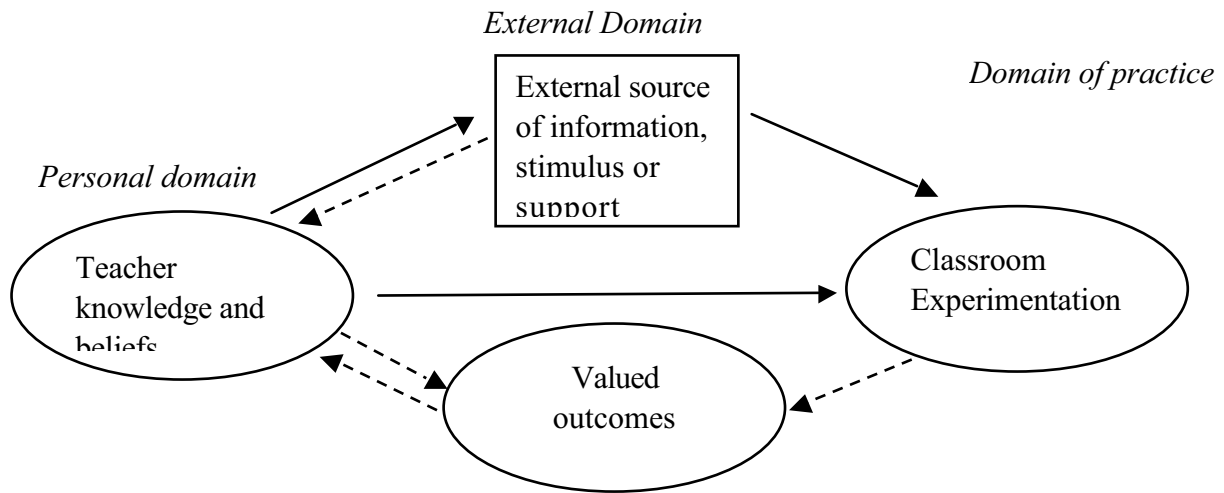 External Domain
Domain of practice
External source
of information,
stimulus or
support
Personal domain
Teacher
knowledge and
beliefs
Classroom
Experimentation
Valued
outcomes